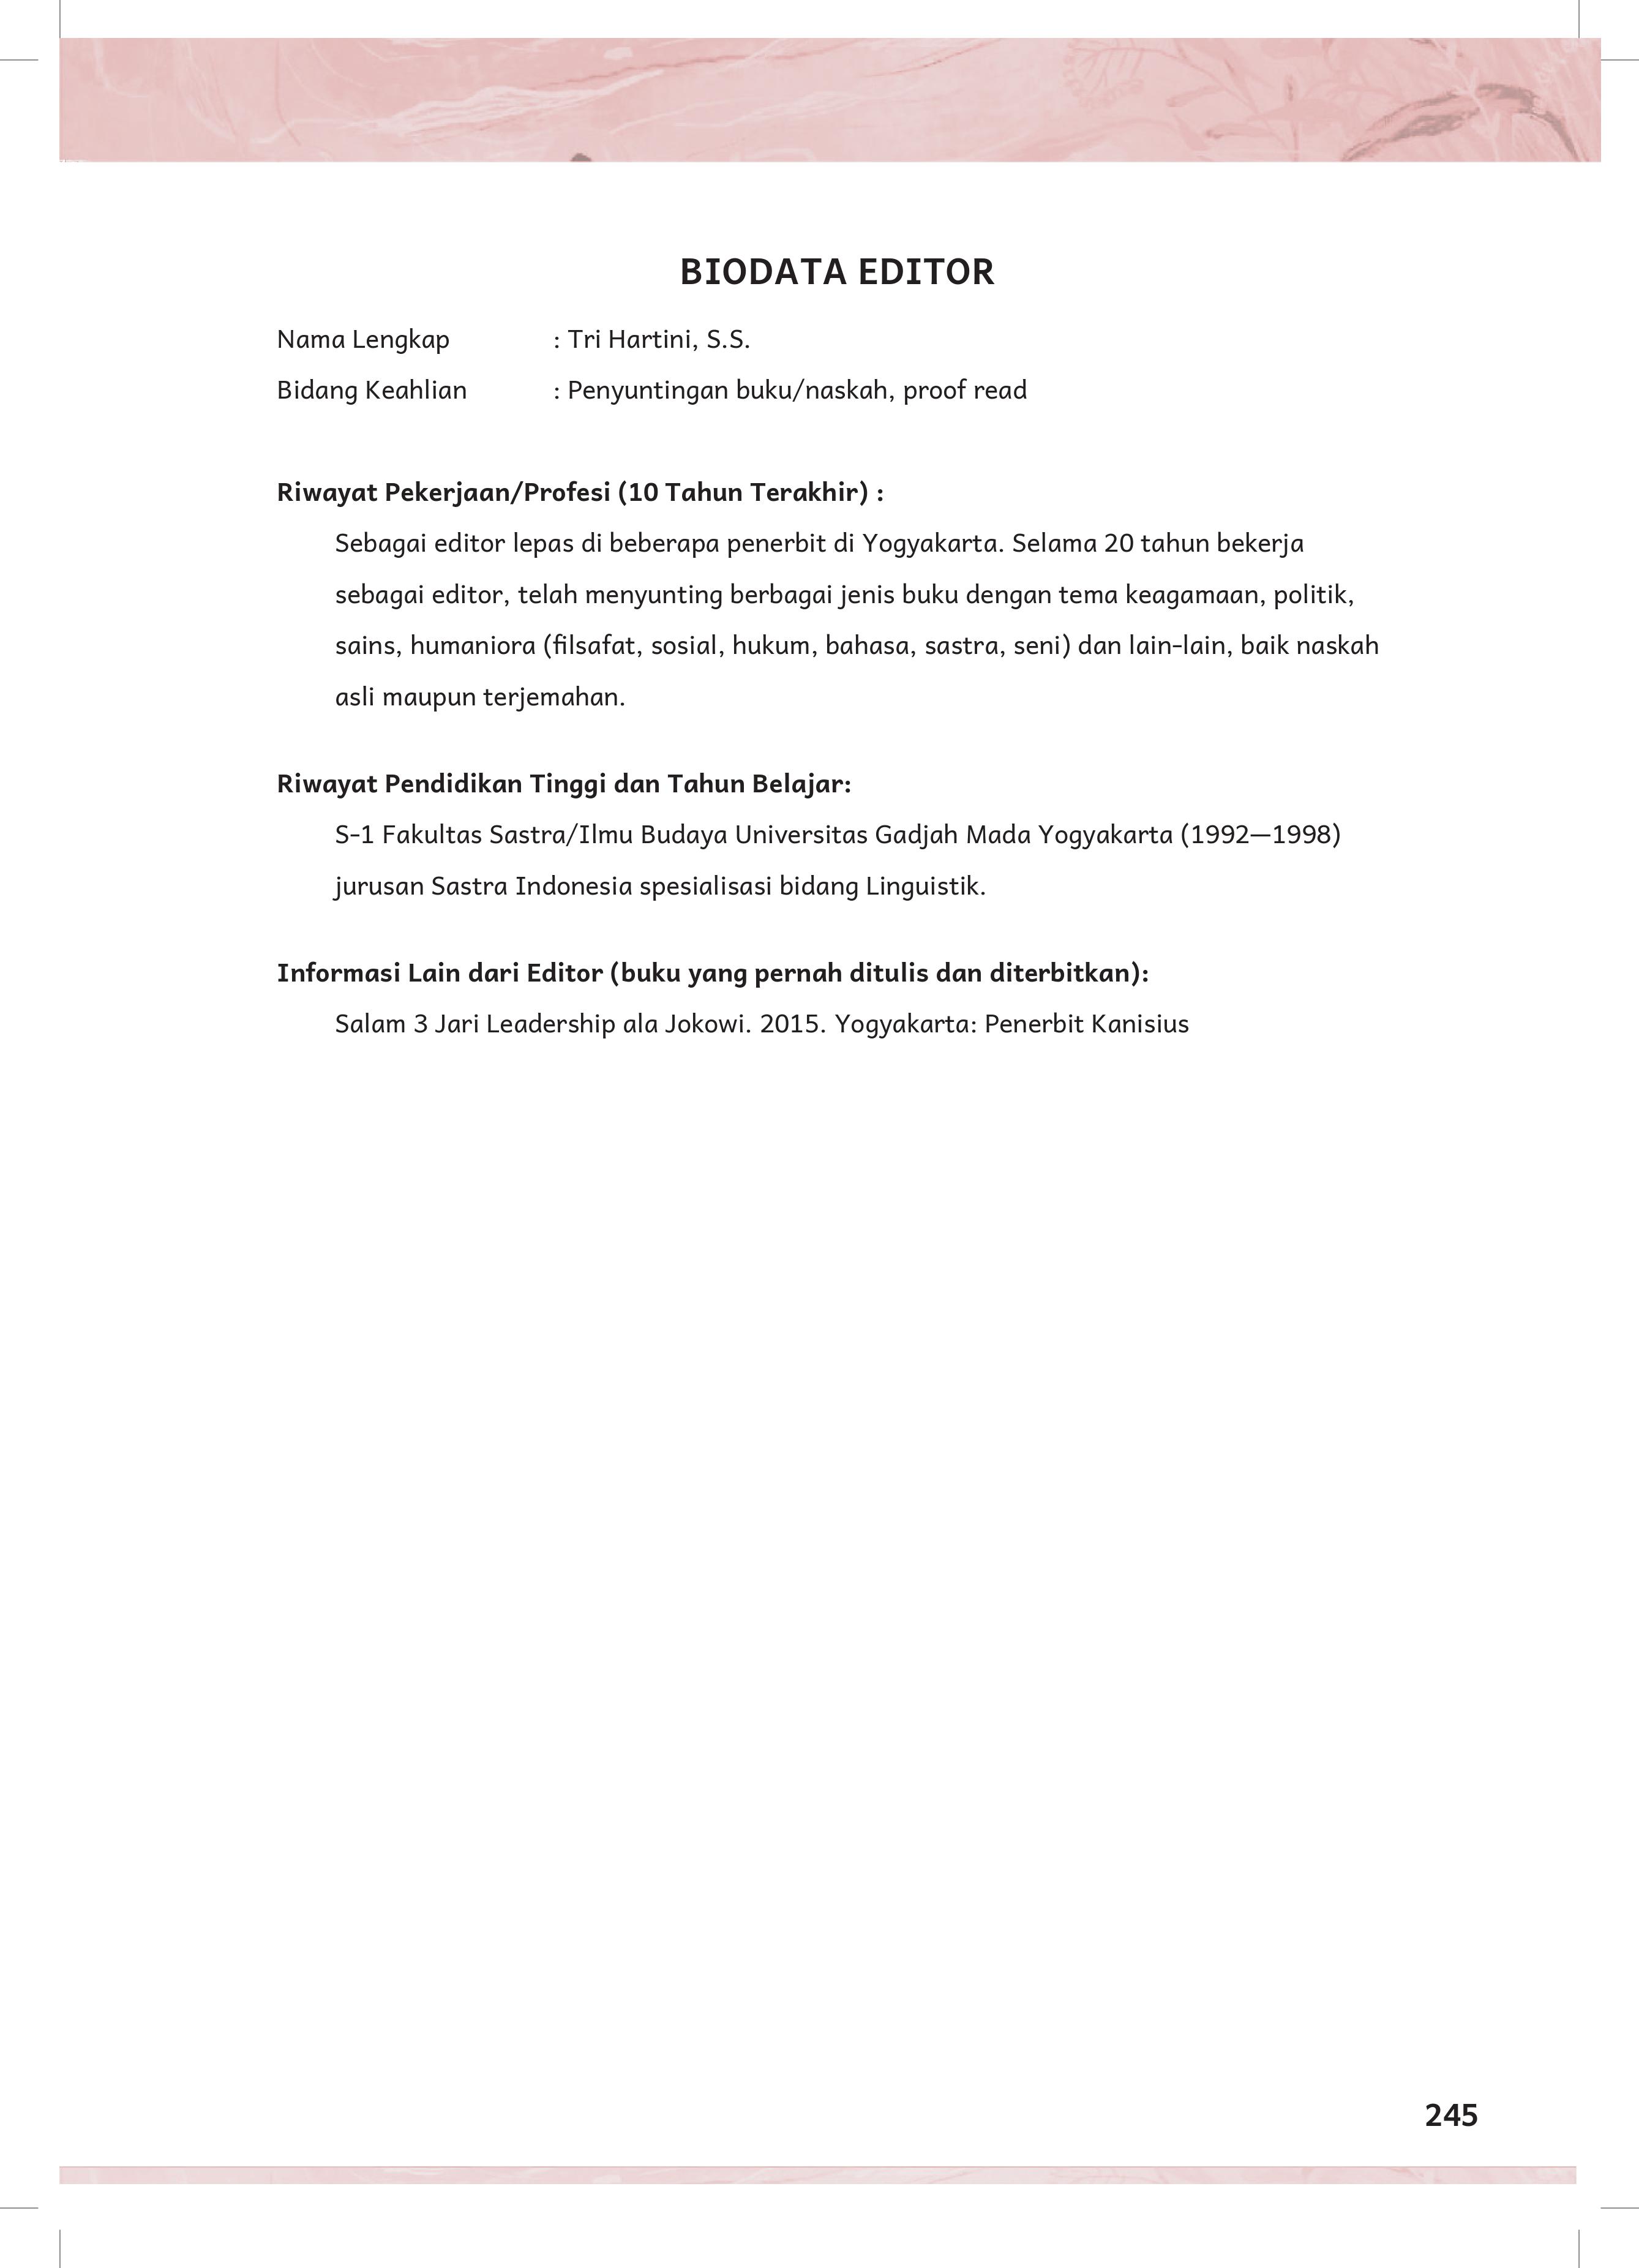 BIODATA EDITOR
Nama Lengkap : Tri Hartini, S.S.
Bidang Keahlian : Penyuntingan buku/naskah, proof read
Riwayat Pekerjaan/Profesi (10 Tahun Terakhir) :
Sebagai editor lepas di beberapa penerbit di Yogyakarta. Selama 20 tahun bekerja
sebagai editor, telah menyunting berbagai jenis buku dengan tema keagamaan, politik,
sains, humaniora (filsafat, sosial, hukum, bahasa, sastra, seni) dan lain-lain, baik naskah
asli maupun terjemahan.
Riwayat Pendidikan Tinggi dan Tahun Belajar:
S-1 Fakultas Sastra/Ilmu Budaya Universitas Gadjah Mada Yogyakarta (1992—1998)
jurusan Sastra Indonesia spesialisasi bidang Linguistik.
Informasi Lain dari Editor (buku yang pernah ditulis dan diterbitkan):
Salam 3 Jari Leadership ala Jokowi. 2015. Yogyakarta: Penerbit Kanisius
245